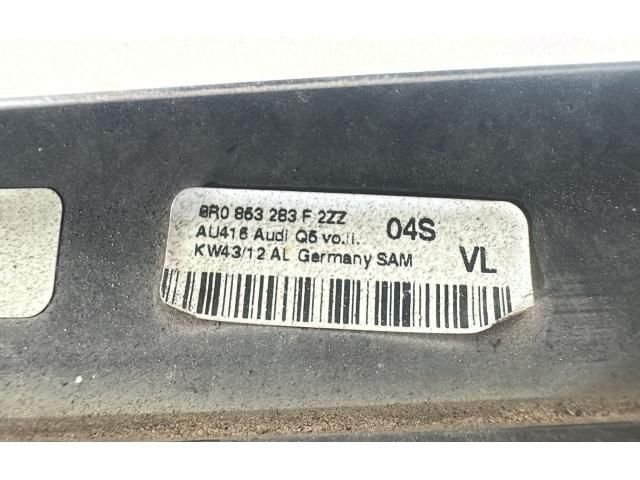 8R0 853 283 F 2ZZ 04S
AU416 Audi Q5 vo.li.
KW43/12 AL Germany SAM VL